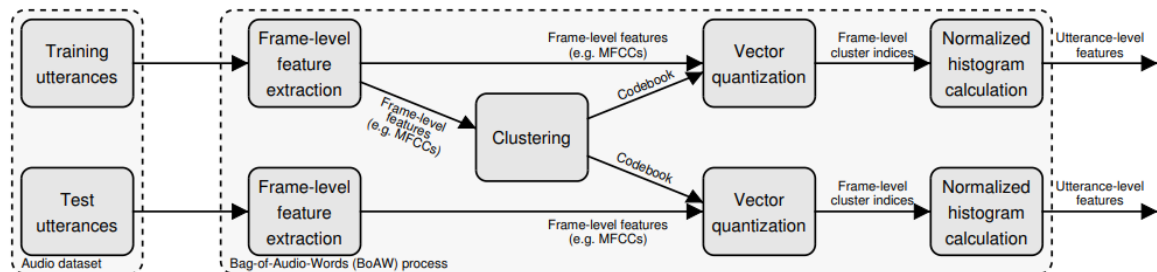 Training
utterances
Frame-level
feature
extraction
Frame-level features
(e.g. MFCCs)
Vector
quantization
Frame-level
cluster indices
Normalized
histogram
calculation
Utterance-level
features
Frame-level
features
(e.g. MFCCs)
Clustering
Codebook
Codebook
Test
utterances
Frame-level
feature
extraction
Frame-level features
(e.g. MFCCs)
Vector
quantization
Frame-level
cluster indices
Normalized
histogram
calculation
Utterance-level
features
Audio dataset
Bag-of-Audio-Words (BoAW) process